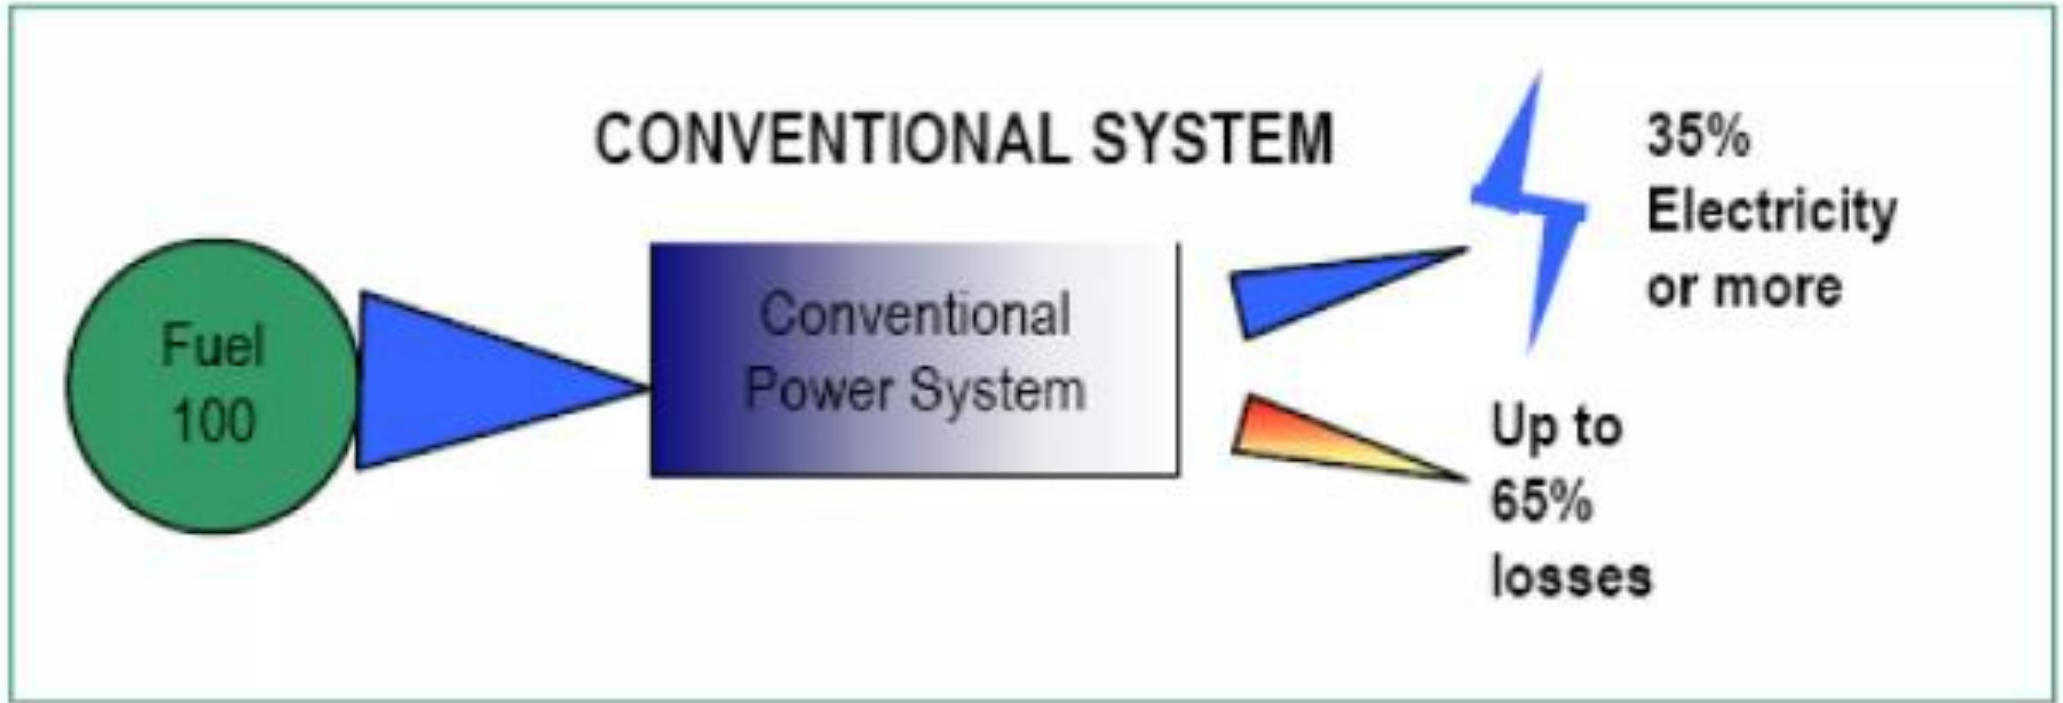 CONVENTIONAL SYSTEM
Fuel
100
Conventional
Power System
35%
Electricity
or more
Up to
65%
losses